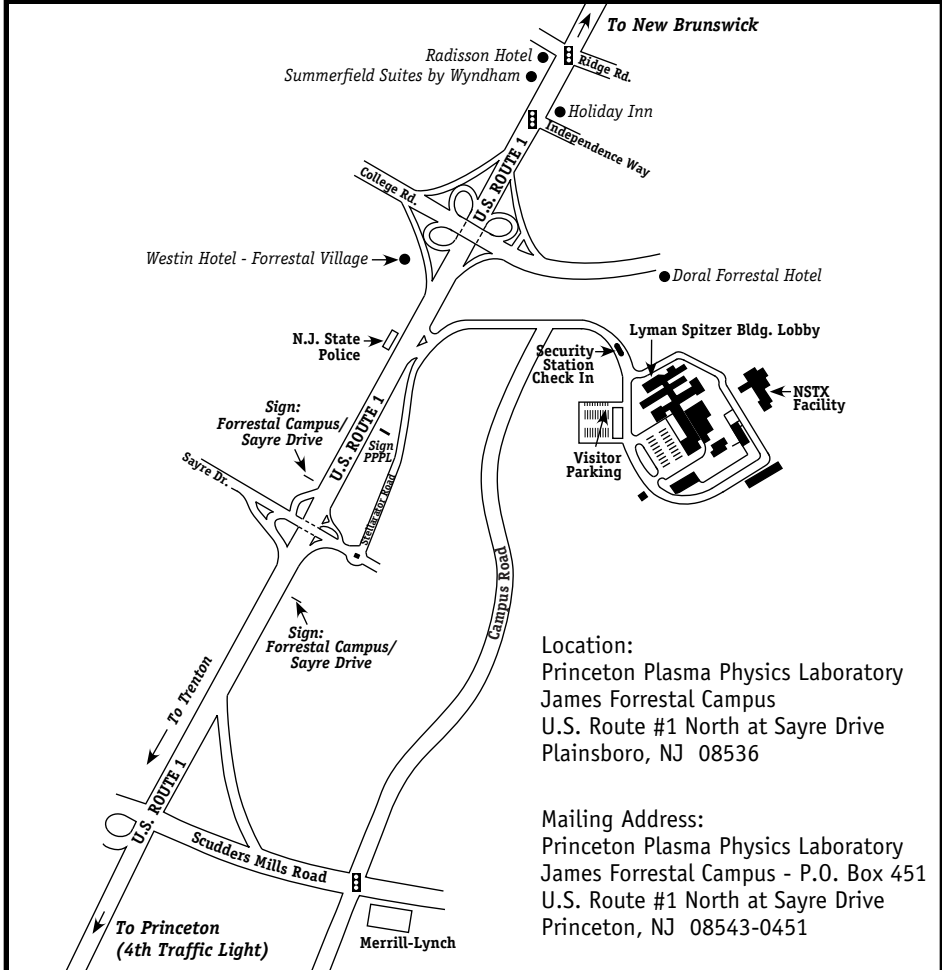 To New Brunswick
Radisson Hotel
Summerfield Suites by Wyndham
Ridge Rd.
Holiday Inn
Independence Way
U.S. ROUTE 1
College Rd.
Westin Hotel - Forrestal Village
Doral Forrestal Hotel
N.J. State
Police
Lyman Spitzer Bldg. Lobby
Security
Station
Check In
NSTX
Facility
Sign:
Forrestal Campus/
Sayre Drive
U.S. ROUTE 1
Sign
PPPL
Visitor
Parking
Sayre Dr.
Stellarator Road
Campus Road
Sign:
Forrestal Campus/
Sayre Drive
To Trenton
Location:
Princeton Plasma Physics Laboratory
James Forrestal Campus
U.S. Route #1 North at Sayre Drive
Plainsboro, NJ 08536
U.S. ROUTE 1
Scudders Mills Road
Mailing Address:
Princeton Plasma Physics Laboratory
James Forrestal Campus - P.O. Box 451
U.S. Route #1 North at Sayre Drive
Princeton, NJ 08543-0451
To Princeton
(4th Traffic Light)
Merrill-Lynch